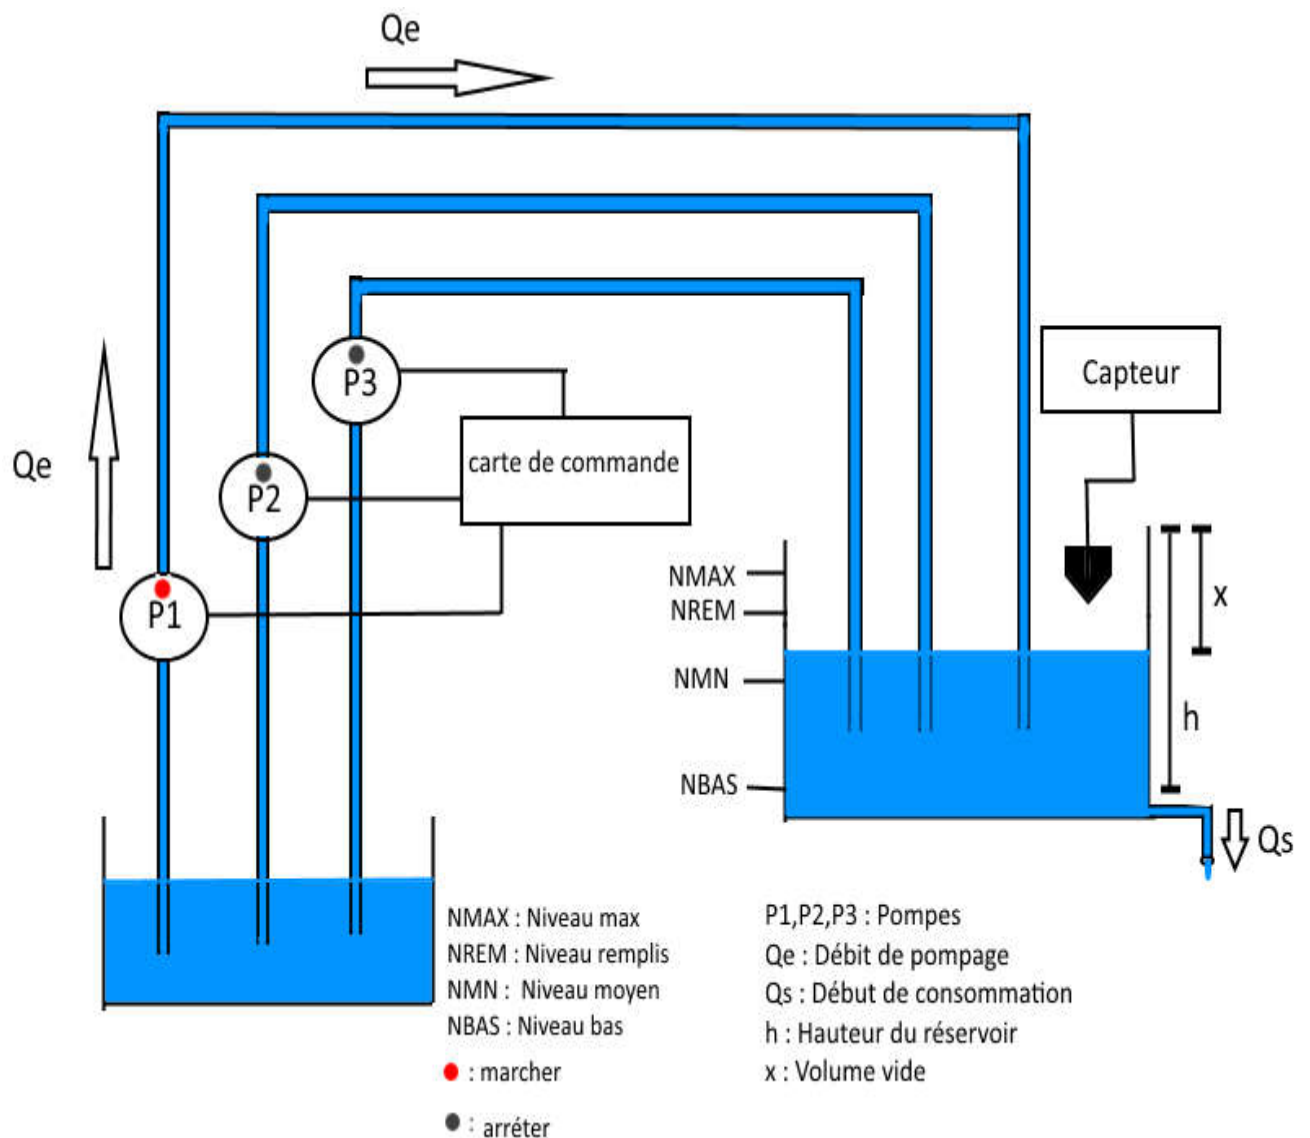 Qe
P3
Capteur
carte de commande
Qe
P2
NMAX
x
P1
NREM
NMN
h
NBAS
Qs
NMAX : Niveau max
NREM : Niveau remplis
NMN : Niveau moyen
NBAS : Niveau bas
: marcher
: arréter
P1,P2,P3 : Pompes
Qe : Débit de pompage
Qs : Début de consommation
h : Hauteur du réservoir
x : Volume vide